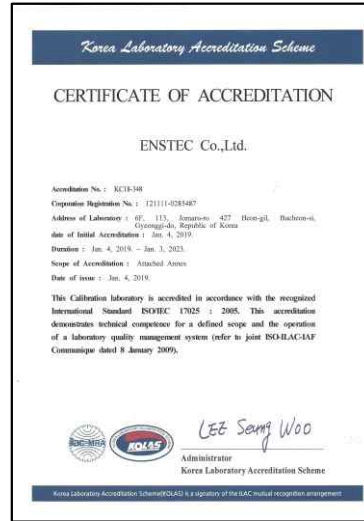 Korea Laboratory Accreditation Scheme
CERTIFICATE OF ACCREDITATION
ENSTEC Co.,Ltd.
Accreditation No. : KC18-348
Corporation Registration No. : 121111-0283487
Address of Laboratory : 6F, 113, Jomaru-ro 427 Beon-gil, Bucheon-si,
Gyeonggi-do, Republic of Korea
date of Initial Accreditation : Jan. 4, 2019.
Duration : Jan. 4, 2019. ~ Jan. 3, 2023.
Scope of Accreditation : Attached Annex
Date of issue : Jan. 4, 2019.
This Calibration laboratory is accredited in accordance with the recognized
International Standard ISO/IEC 17025 : 2005. This accreditation
demonstrates technical competence for a defined scope and the operation
of a laboratory quality management system (refer to joint ISO-ILAC-IAF
Communique dated 8 January 2009).
LEE Seung Woo
ilac-MRA
KOLAS
Administrator
Korea Laboratory Accreditation Scheme
Korea Laboratory Accreditation Scheme(KOLAS) is a signatory of the ILAC mutual recognition arrangement